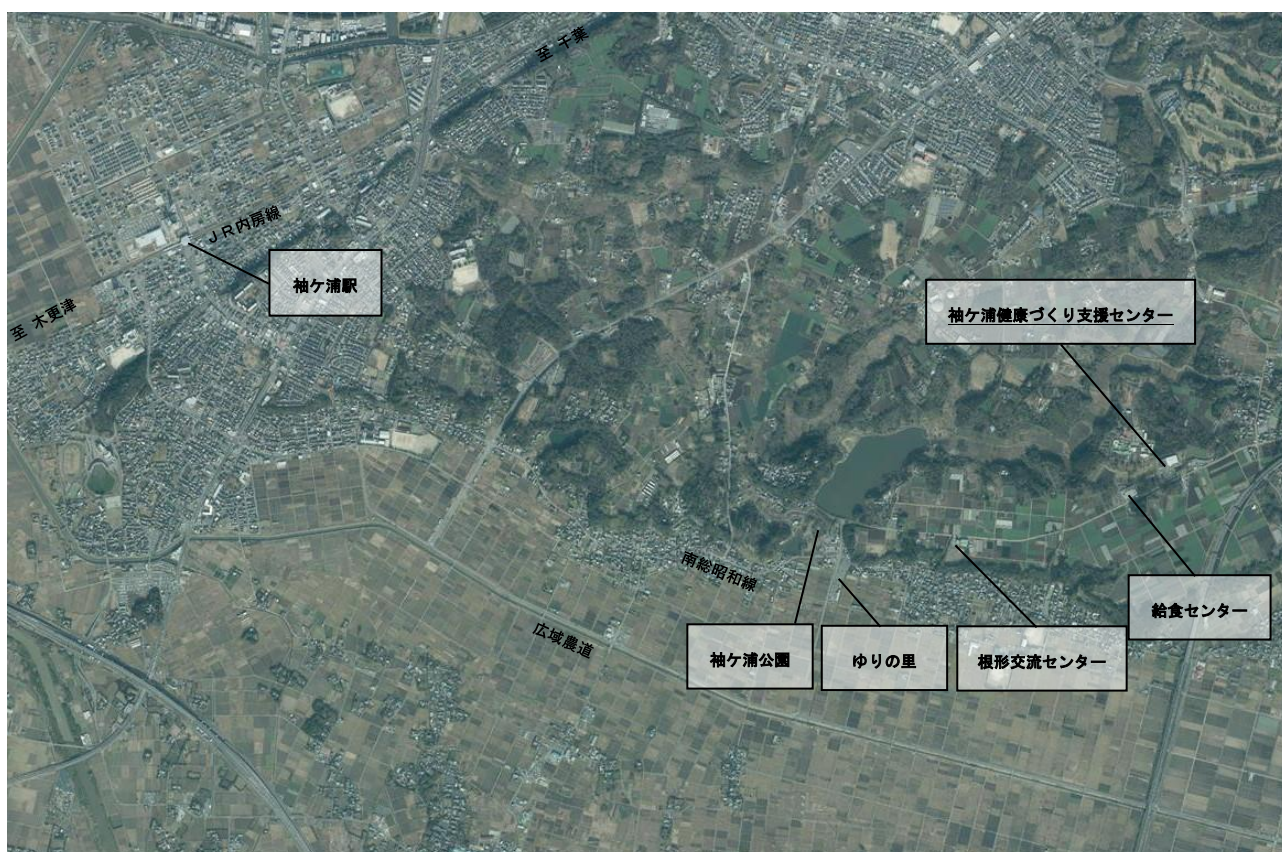 至 千葉
JR内房線
袖ケ浦駅
至 木更津
袖ケ浦健康づくり支援センター
南総昭和線
広域農道
給食センター
袖ケ浦公園
ゆりの里
根形交流センター